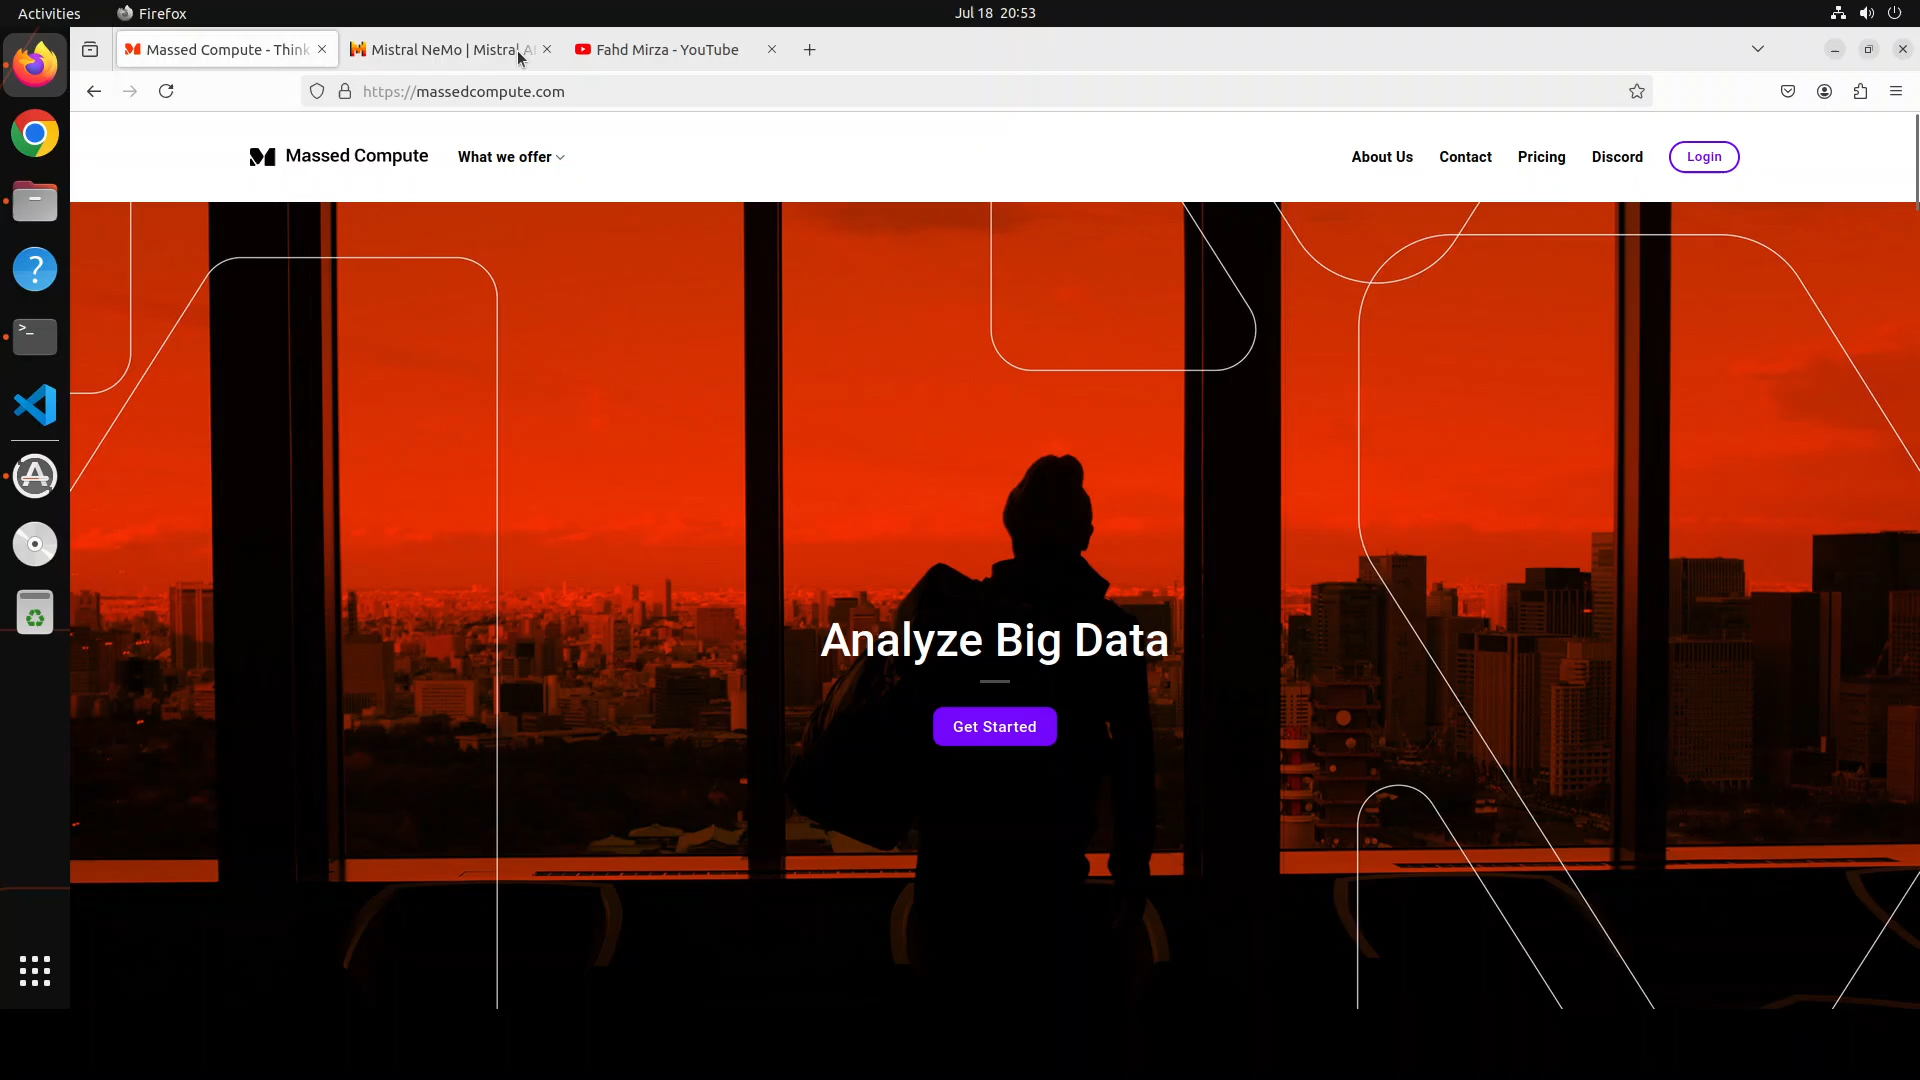 Activities
Firefox
Jul 18 20:53
Massed Compute - Think
Mistral NeMo | Mistral AI
Fahd Mirza - YouTube
https://massedcompute.com
Massed Compute
What we offer
About Us
Contact
Pricing
Discord
Login
Analyze Big Data
Get Started